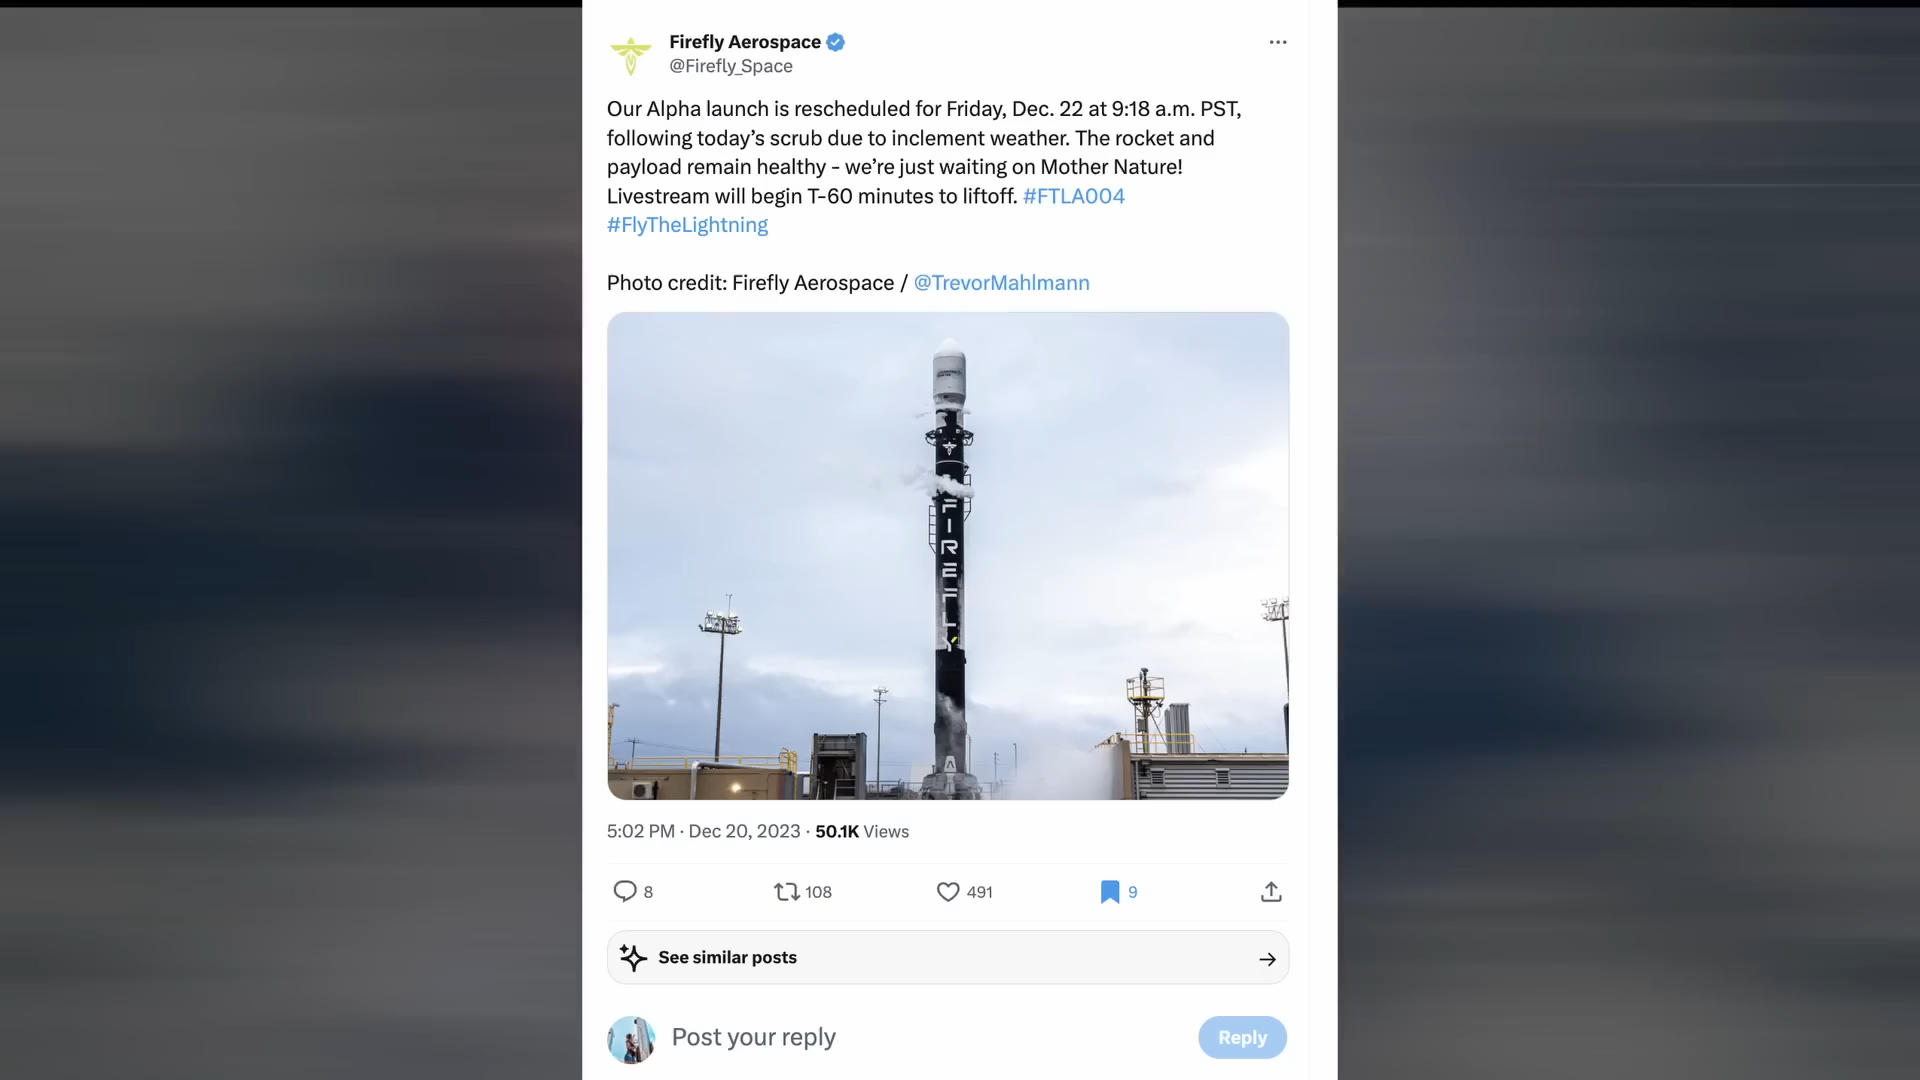 Firefly Aerospace
@Firefly_Space
Our Alpha launch is rescheduled for Friday, Dec. 22 at 9:18 a.m. PST,
following today’s scrub due to inclement weather. The rocket and
payload remain healthy - we’re just waiting on Mother Nature!
Livestream will begin T-60 minutes to liftoff. #FTLA004
#FlyTheLightning
Photo credit: Firefly Aerospace / @TrevorMahlmann
FIREFLY
5:02 PM · Dec 20, 2023 · 50.1K Views
8 108 491 9
See similar posts
Post your reply
Reply